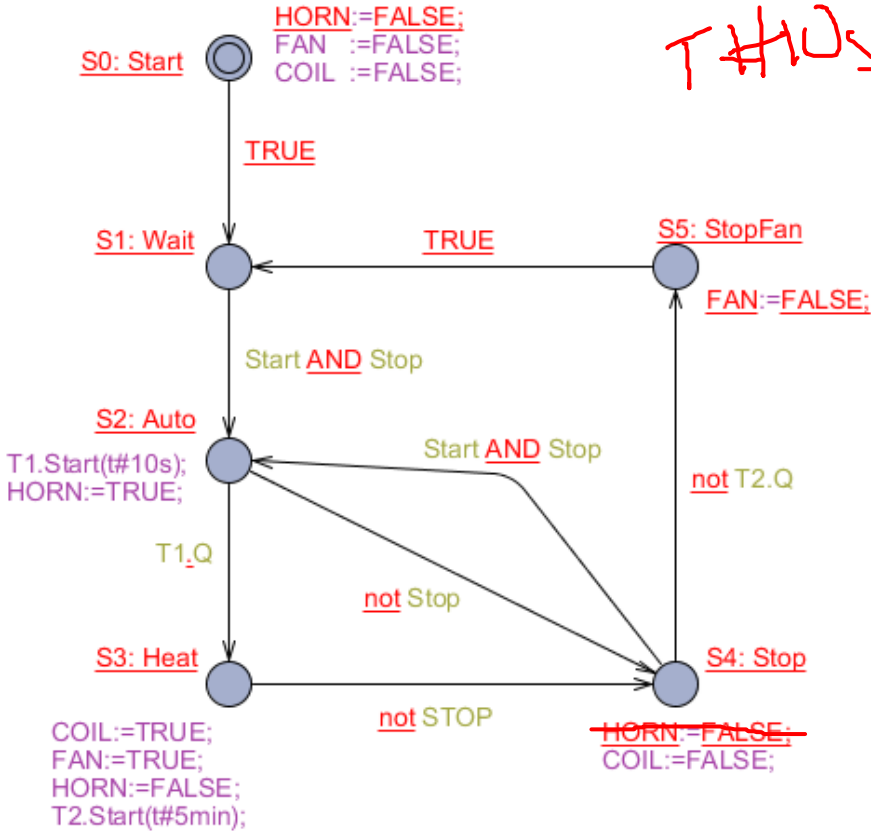 HORN:=FALSE;
FAN :=FALSE;
COIL :=FALSE;
T#10s
S0: Start
TRUE
S1: Wait
TRUE
S5: StopFan
FAN:=FALSE;
Start AND Stop
S2: Auto
T1.Start(t#10s);
HORN:=TRUE;
Start AND Stop
not T2.Q
T1.Q
not Stop
S3: Heat
S4: Stop
not STOP
HORN:=FALSE;
COIL:=FALSE;
COIL:=TRUE;
FAN:=TRUE;
HORN:=FALSE;
T2.Start(t#5min);